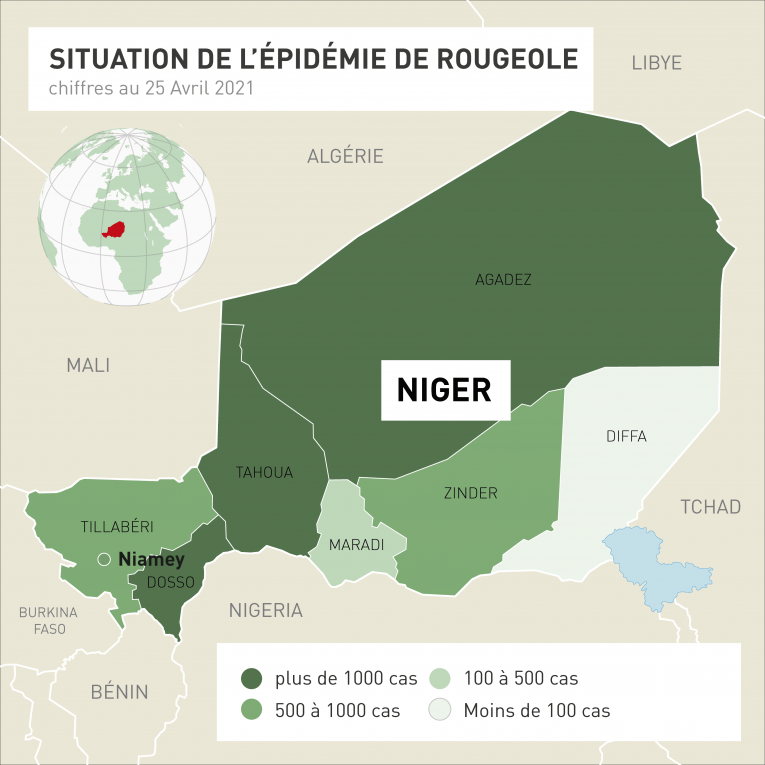 SITUATION DE L'ÉPIDÉMIE DE ROUGEOLE
chiffres au 25 Avril 2021
LIBYE
ALGÉRIE
AGADEZ
MALI
NIGER
DIFFA
TAHOUA
ZINDER
TCHAD
TILLABÉRI
MARADI
Niamey
DOSSO
BURKINA
FASO
NIGERIA
BÉNIN
plus de 1000 cas
100 à 500 cas
500 à 1000 cas
Moins de 100 cas